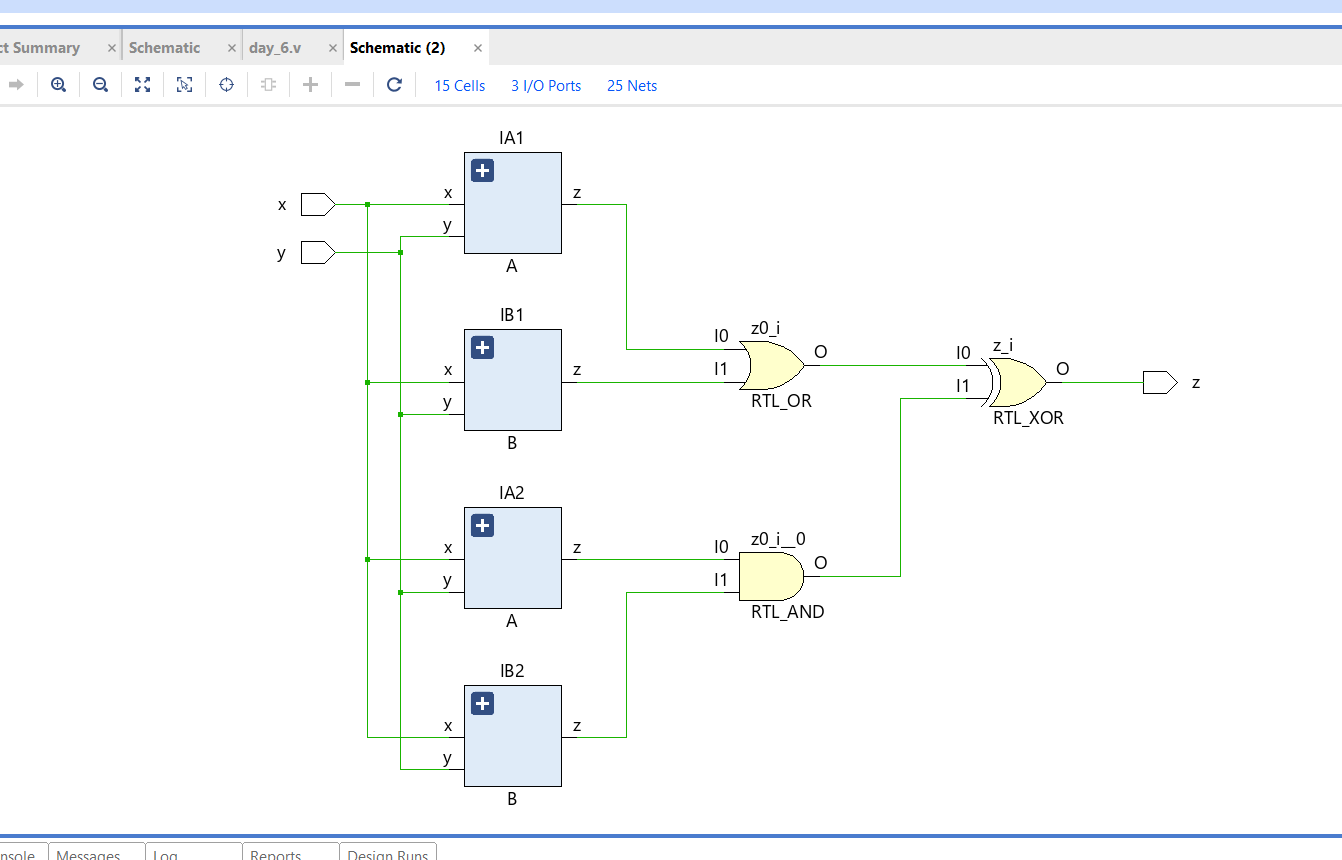 ct Summary × Schematic × day_6.v × Schematic (2) ×
15 Cells 3 I/O Ports 25 Nets
IA1
x
y
z
A
x
y
IB1
x
y
z
B
I0
I1
z0_i
O
RTL_OR
I0
I1
z_i
O
RTL_XOR
z
IA2
x
y
z
A
I0
I1
z0_i__0
O
RTL_AND
IB2
x
y
z
B
nsole Messages Log Reports Design Runs